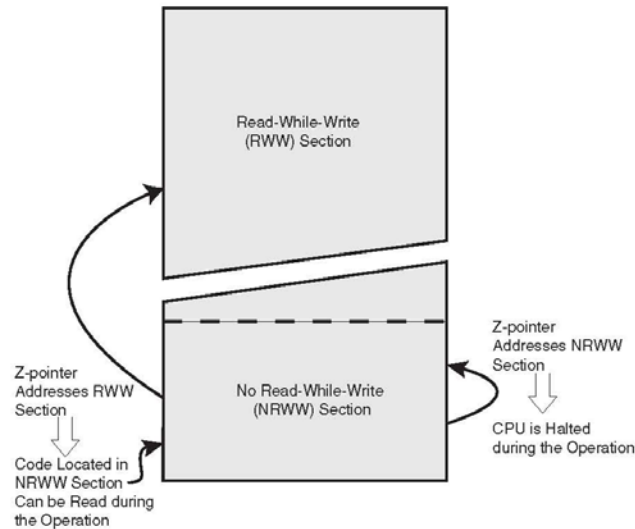 Read-While-Write
(RWW) Section
Z-pointer
Addresses NRWW
Section
Z-pointer
Addresses RWW
Section
No Read-While-Write
(NRWW) Section
CPU is Halted
during the Operation
Code Located in
NRWW Section
Can be Read during
the Operation